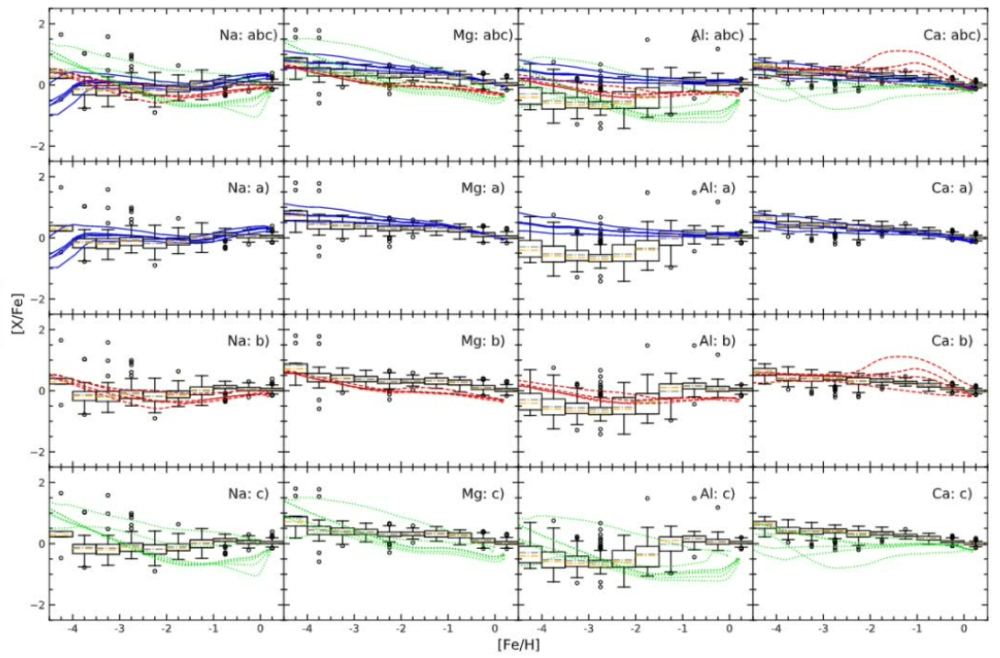 Na: abc) Mg: abc) Al: abc) Ca: abc)
2
0
−2
Na: a) Mg: a) Al: a) Ca: a)
2
0
−2
Na: b) Mg: b) Al: b) Ca: b)
2
0
−2
Na: c) Mg: c) Al: c) Ca: c)
2
0
−2
[X/Fe]
-4 -3 -2 -1 0 -4 -3 -2 -1 0 -4 -3 -2 -1 0 -4 -3 -2 -1 0
[Fe/H]